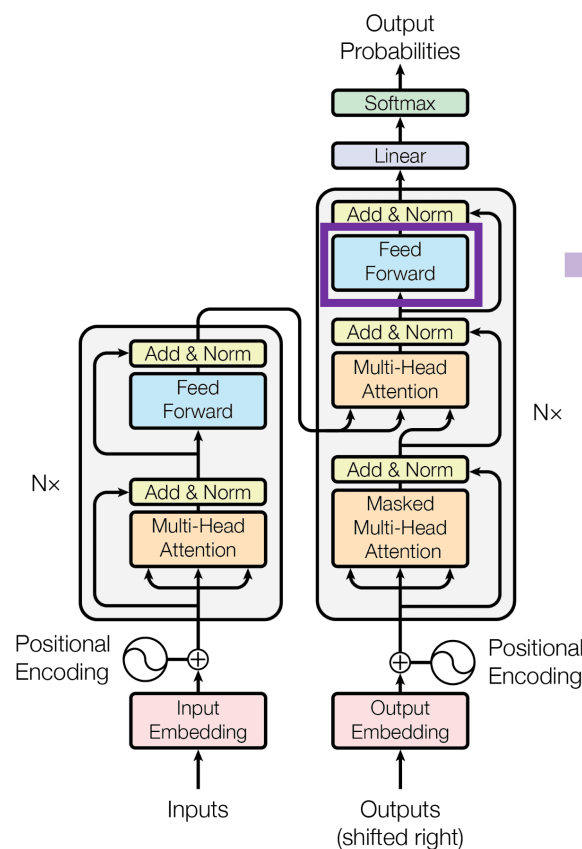 Output
Probabilities
Softmax
Linear
Add & Norm
Feed
Forward
Add & Norm
Multi-Head
Attention
N×
Add & Norm
Masked
Multi-Head
Attention
Positional
Encoding
Output
Embedding
Outputs
(shifted right)
Add & Norm
Feed
Forward
N×
Add & Norm
Multi-Head
Attention
Positional
Encoding
Input
Embedding
Inputs